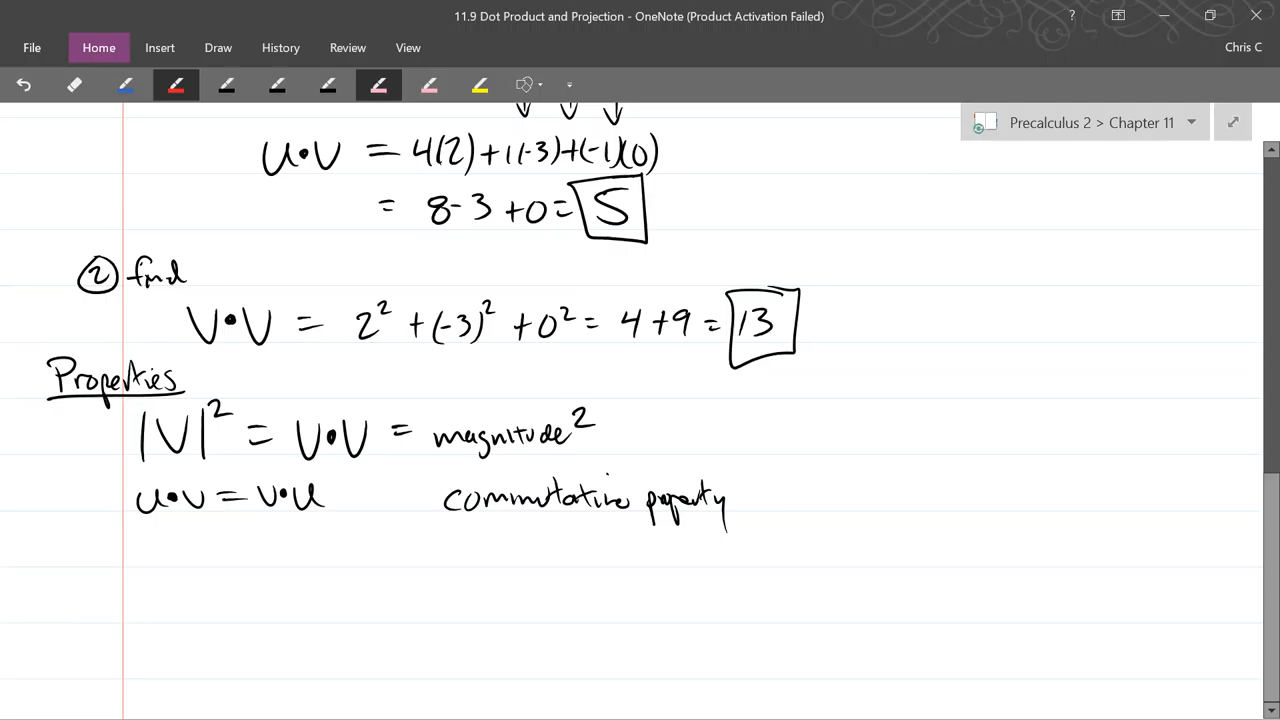 11.9 Dot Product and Projection - OneNote (Product Activation Failed)
?
File Home Insert Draw History Review View
Chris C
Precalculus 2 > Chapter 11
↓ ↓ ↓
u•v = 4(2)+1(-3)+(-1)(0)
= 8-3+0= 5
② find
V•V = 2² + (-3)² + 0² = 4+9 = 13
Properties
|V|² = V•V = magnitude²
u•v = v•u commutative property